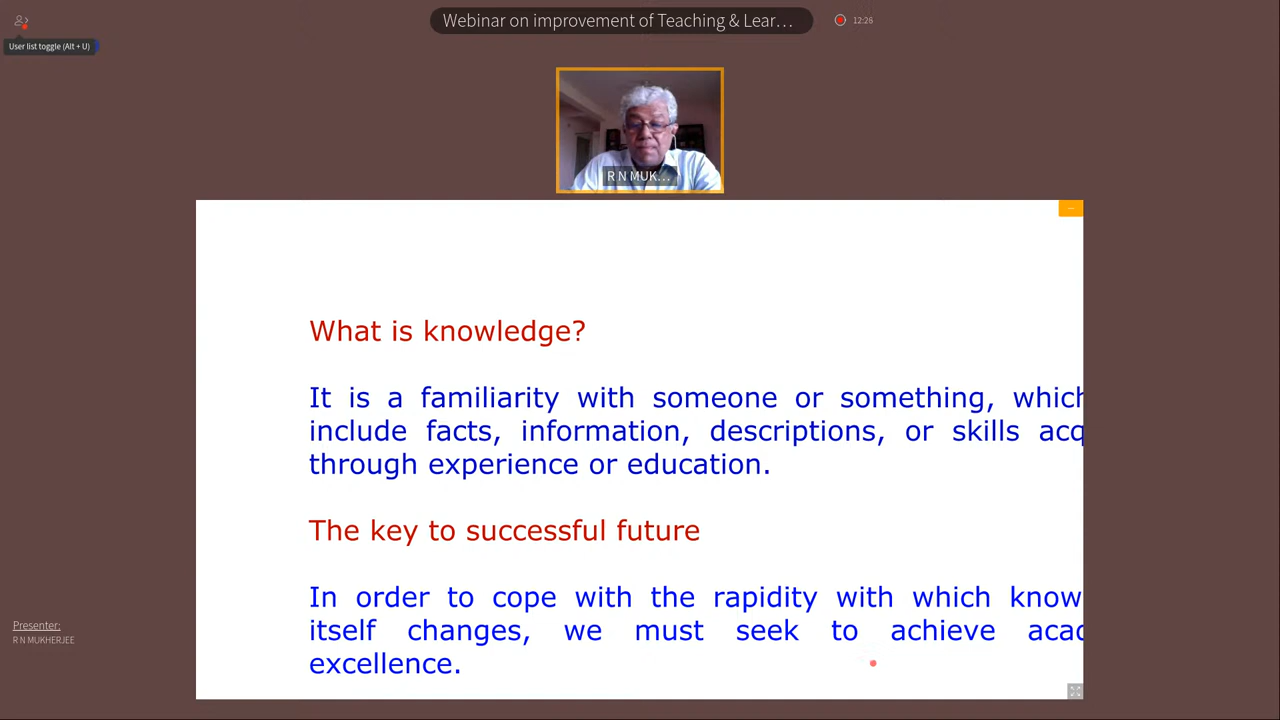 Webinar on improvement of Teaching & Lear…
12:26
User list toggle (Alt + U)
R N MUK…
What is knowledge?
It is a familiarity with someone or something, which
include facts, information, descriptions, or skills acq
through experience or education.
The key to successful future
In order to cope with the rapidity with which know
itself changes, we must seek to achieve acad
excellence.
Presenter:
R N MUKHERJEE